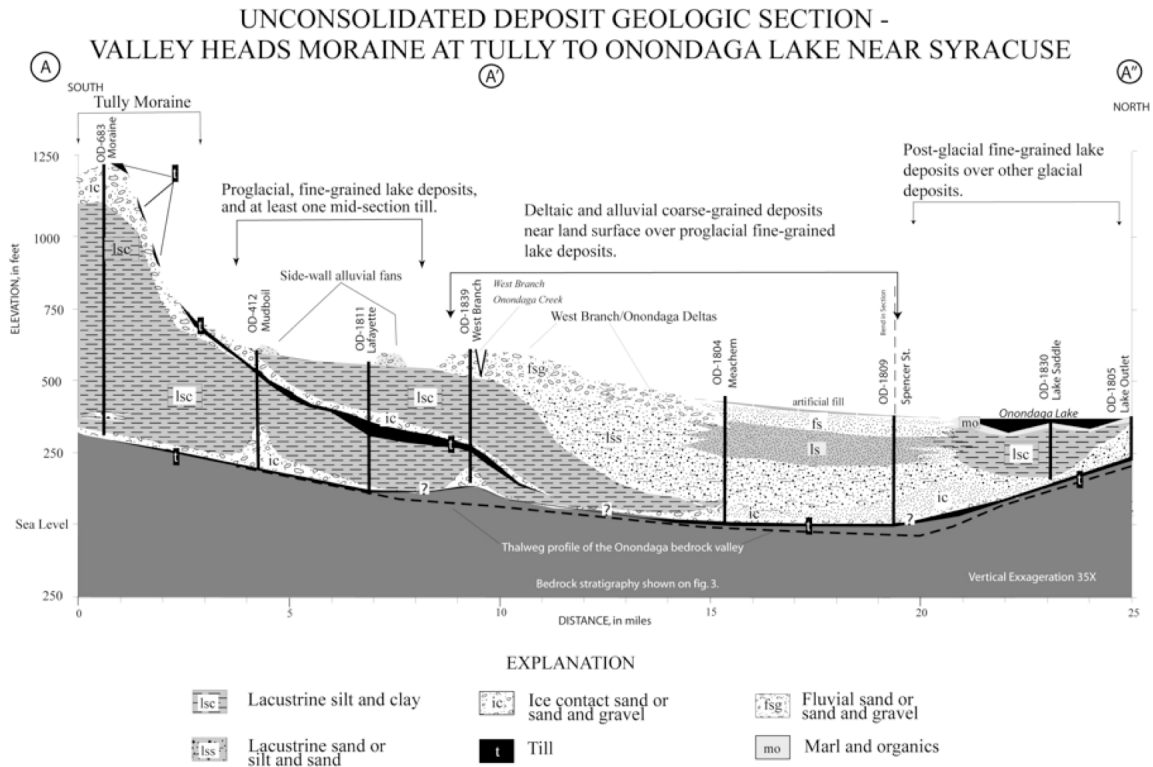 UNCONSOLIDATED DEPOSIT GEOLOGIC SECTION -
VALLEY HEADS MORAINE AT TULLY TO ONONDAGA LAKE NEAR SYRACUSE
A
A'
A"
SOUTH
NORTH
Tully Moraine
OD-683
Moraine
t
ic
lsc
Proglacial, fine-grained lake deposits,
and at least one mid-section till.
Deltaic and alluvial coarse-grained deposits
near land surface over proglacial fine-grained
lake deposits.
Post-glacial fine-grained lake
deposits over other glacial
deposits.
Side-wall alluvial fans
West Branch
Onondaga Creek
West Branch/Onondaga Deltas
OD-412
Mudboil
OD-1811
Lafayette
OD-1839
West Branch
OD-1804
Meachem
OD-1809
Spencer St.
Bend in Section
OD-1830
Lake Saddle
OD-1805
Lake Outlet
ELEVATION, in feet
1250
1000
750
500
250
Sea Level
250
t
fsg
artificial fill
Onondaga Lake
lsc
lsc
ic
lss
fs
ls
mo
lsc
t
t
ic
ic
ic
t
t
?
?
?
Thalweg profile of the Onondaga bedrock valley
Bedrock stratigraphy shown on fig. 3.
Vertical Exxageration 35X
0
5
10
15
20
25
DISTANCE, in miles
EXPLANATION
lsc Lacustrine silt and clay
ic Ice contact sand or
sand and gravel
fsg Fluvial sand or
sand and gravel
lss Lacustrine sand or
silt and sand
t Till
mo Marl and organics